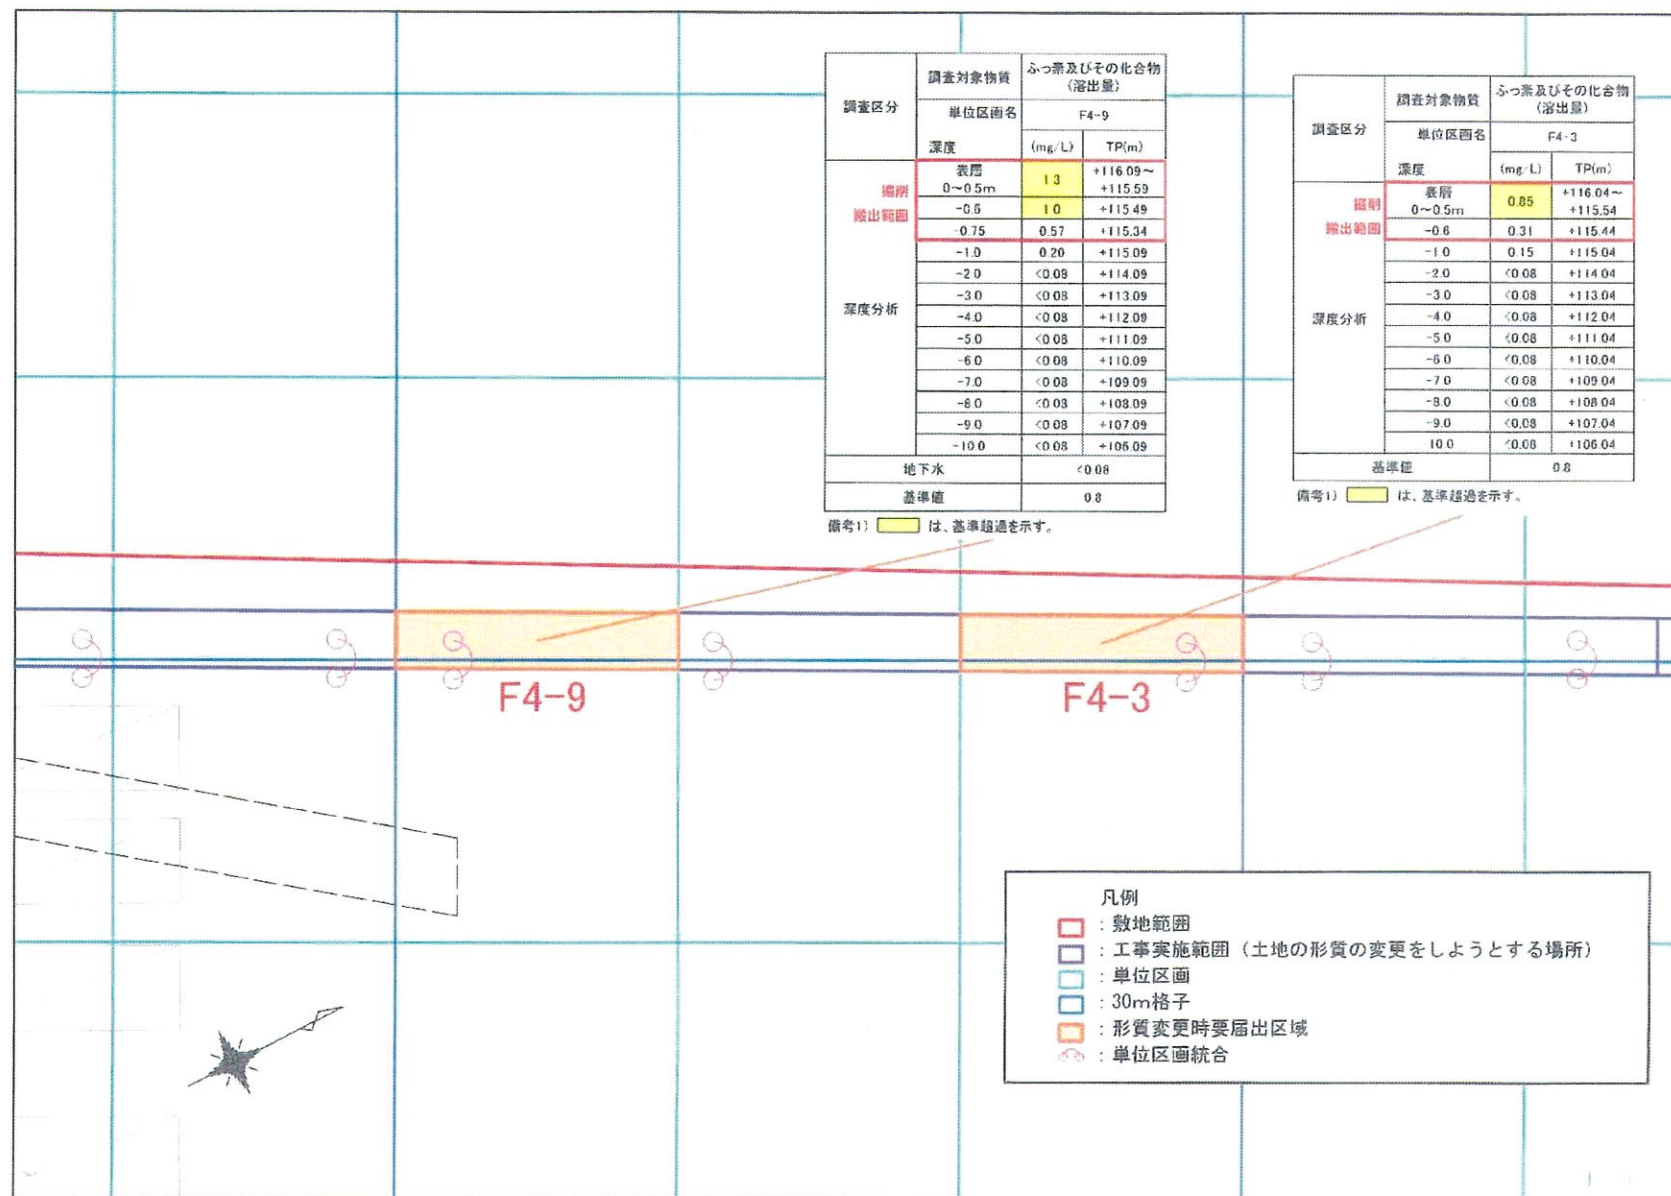 調査区分 調査対象物質 ふっ素及びその化合物
(溶出量)
単位区画名 F4-9
深度 (mg/L) TP(m)
掘削
搬出範囲
表層
0~0.5m 1.3 +116.09~
+115.59
-0.6 1.0 +115.49
-0.75 0.57 +115.34
深度分析
-1.0 0.20 +115.09
-2.0 <0.08 +114.09
-3.0 <0.08 +113.09
-4.0 <0.08 +112.09
-5.0 <0.08 +111.09
-6.0 <0.08 +110.09
-7.0 <0.08 +109.09
-8.0 <0.08 +108.09
-9.0 <0.08 +107.09
-10.0 <0.08 +106.09
地下水 <0.08
基準値 0.8
備考1) は、基準超過を示す。
調査区分 調査対象物質 ふっ素及びその化合物
(溶出量)
単位区画名 F4-3
深度 (mg/L) TP(m)
掘削
搬出範囲
表層
0~0.5m 0.85 +116.04~
+115.54
-0.6 0.31 +115.44
深度分析
-1.0 0.15 +115.04
-2.0 <0.08 +114.04
-3.0 <0.08 +113.04
-4.0 <0.08 +112.04
-5.0 <0.08 +111.04
-6.0 <0.08 +110.04
-7.0 <0.08 +109.04
-8.0 <0.08 +108.04
-9.0 <0.08 +107.04
10.0 <0.08 +106.04
基準値 0.8
備考1) は、基準超過を示す。
F4-9
F4-3
凡例
:敷地範囲
:工事実施範囲(土地の形質の変更をしようとする場所)
:単位区画
:30m格子
:形質変更時要届出区域
:単位区画統合